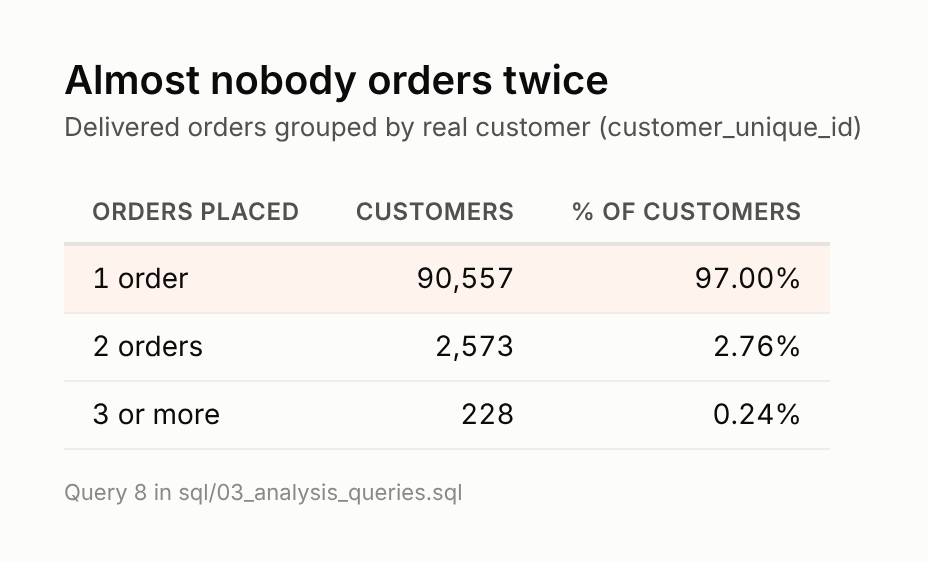 Almost nobody orders twice
Delivered orders grouped by real customer (customer_unique_id)
ORDERS PLACED CUSTOMERS % OF CUSTOMERS
1 order 90,557 97.00%
2 orders 2,573 2.76%
3 or more 228 0.24%
Query 8 in sql/03_analysis_queries.sql